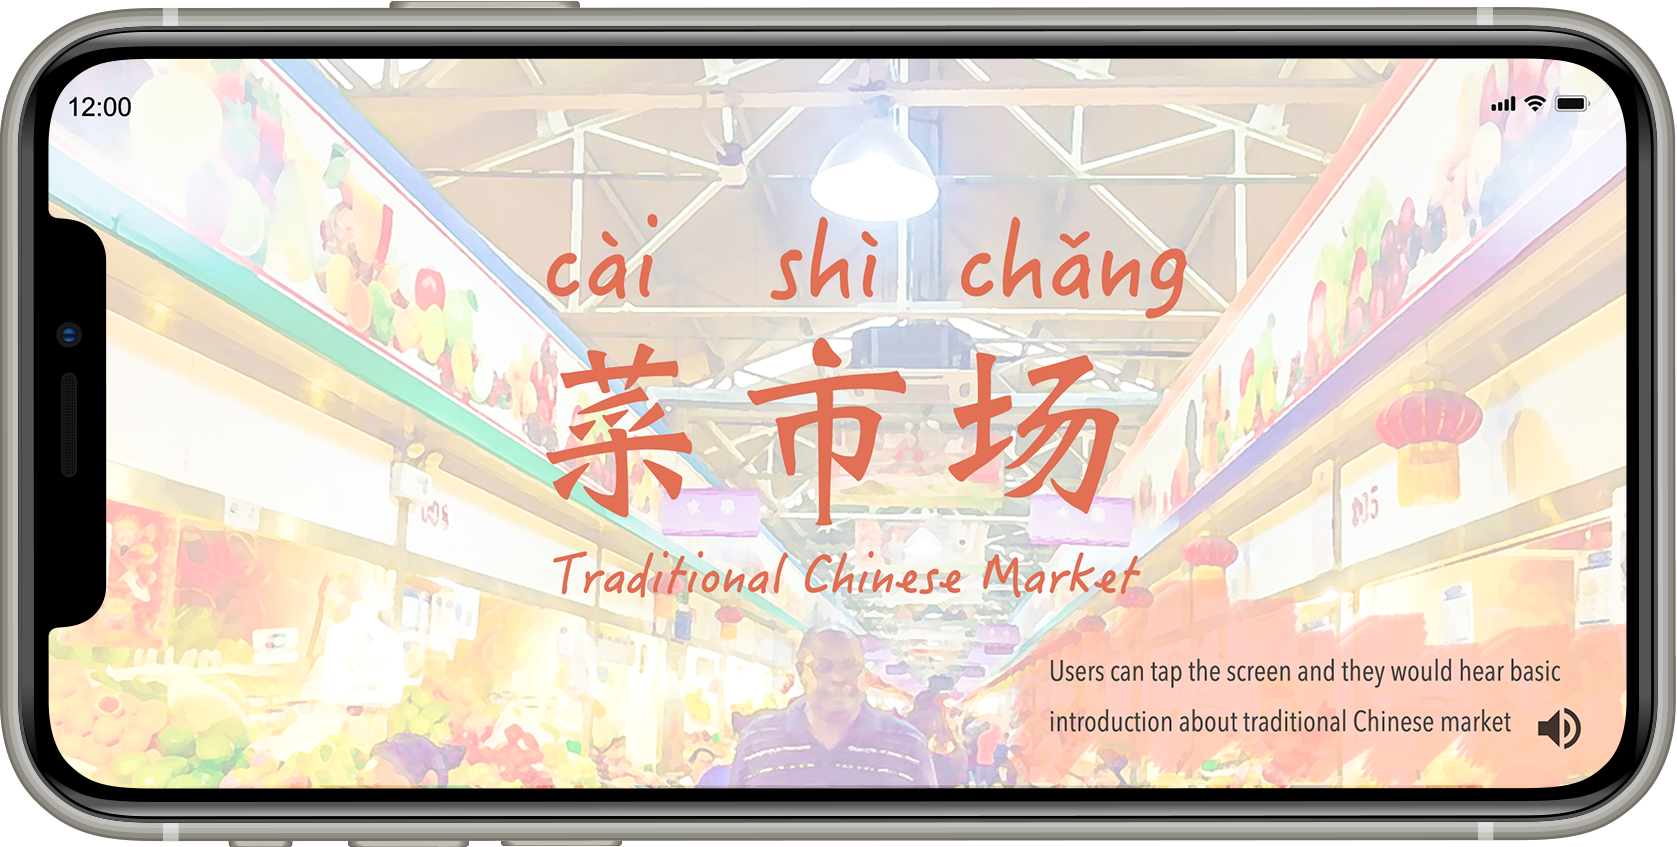 12:00
cài shì chǎng
菜市场
Traditional Chinese Market
Users can tap the screen and they would hear basic
introduction about traditional Chinese market